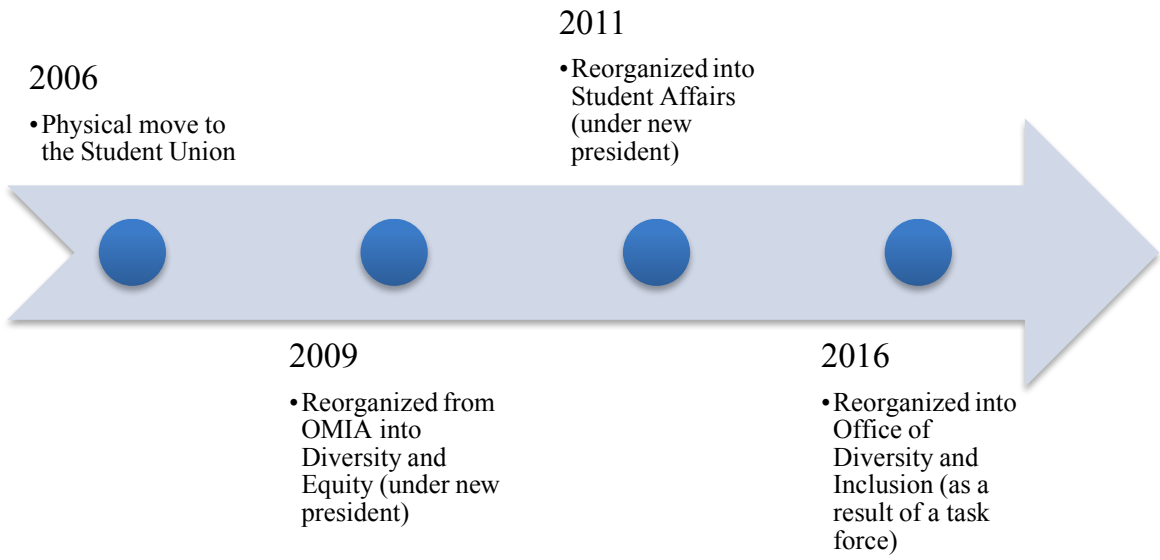 2006
•Physical move to
the Student Union
2009
•Reorganized from
OMIA into
Diversity and
Equity (under new
president)
2011
•Reorganized into
Student Affairs
(under new
president)
2016
•Reorganized into
Office of
Diversity and
Inclusion (as a
result of a task
force)